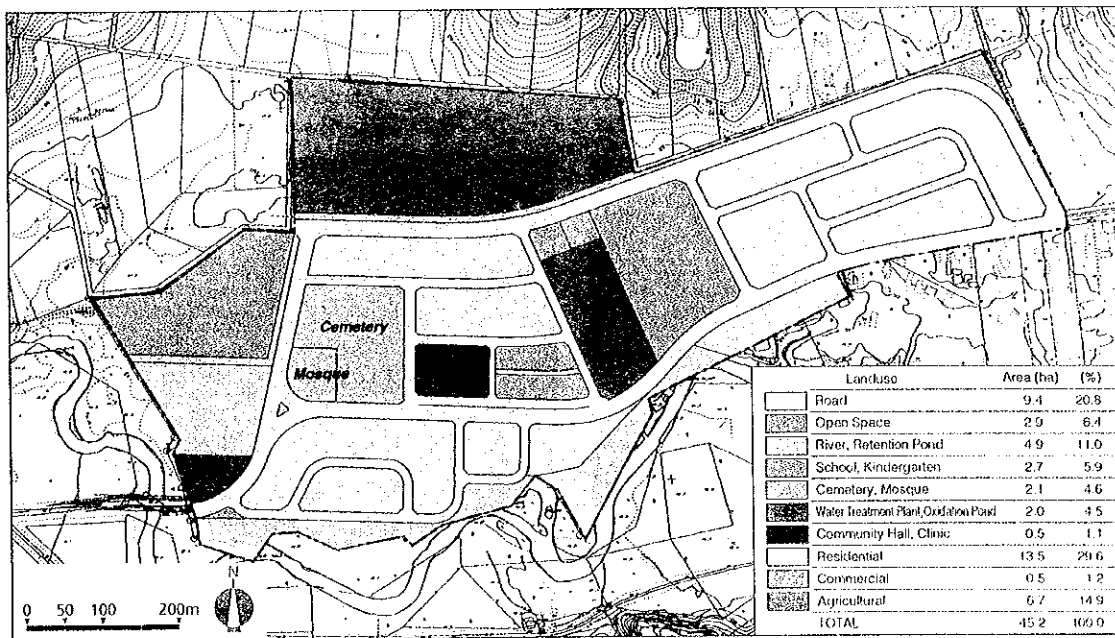 Cemetery
Mosque
N
0 50 100 200m
Landuse Area (ha) (%)
Road 9.4 20.8
Open Space 2.9 6.4
River, Retention Pond 4.9 11.0
School, Kindergarten 2.7 5.9
Cemetery, Mosque 2.1 4.6
Water Treatment Plant,Oxidation Pond 2.0 4.5
Community Hall, Clinic 0.5 1.1
Residential 13.5 29.6
Commercial 0.5 1.2
Agricultural 6.7 14.9
TOTAL 45.2 100.0